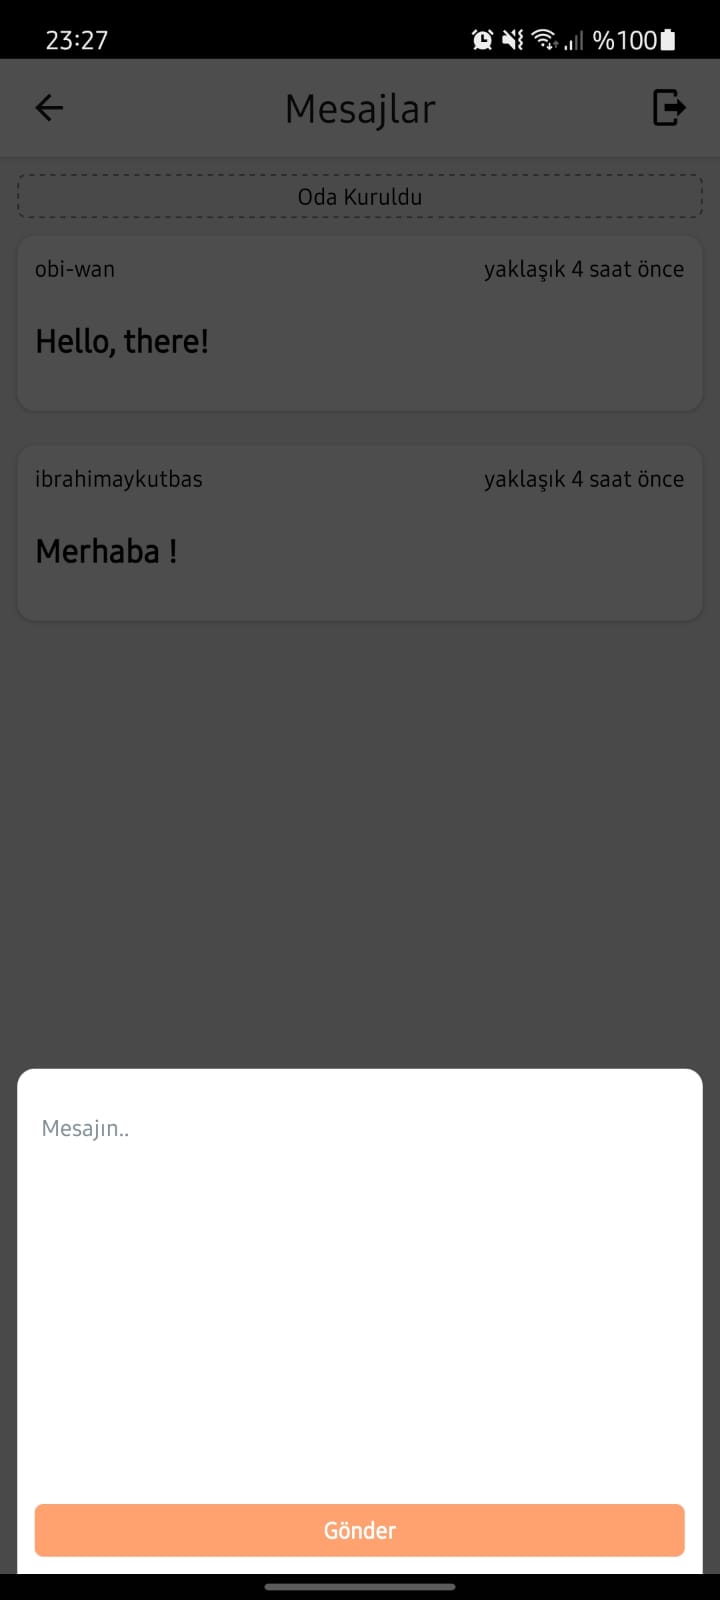 23:27 %100
Mesajlar
Oda Kuruldu
obi-wan yaklaşık 4 saat önce
Hello, there!
ibrahimaykutbas yaklaşık 4 saat önce
Merhaba !
Mesajın..
Gönder